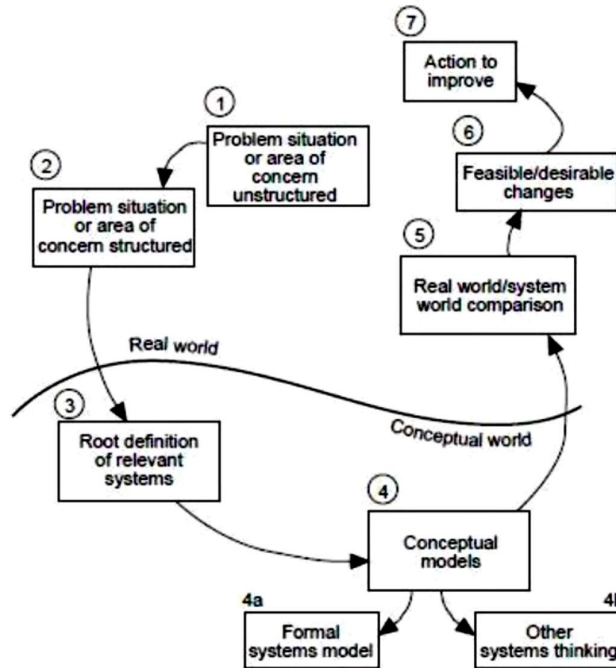 7
Action to
improve
1
Problem situation
or area of
concern
unstructured
6
Feasible/desirable
changes
2
Problem situation
or area of
concern structured
5
Real world/system
world comparison
Real world
Conceptual world
3
Root definition
of relevant
systems
4
Conceptual
models
4a
Formal
systems model
Other
systems thinking